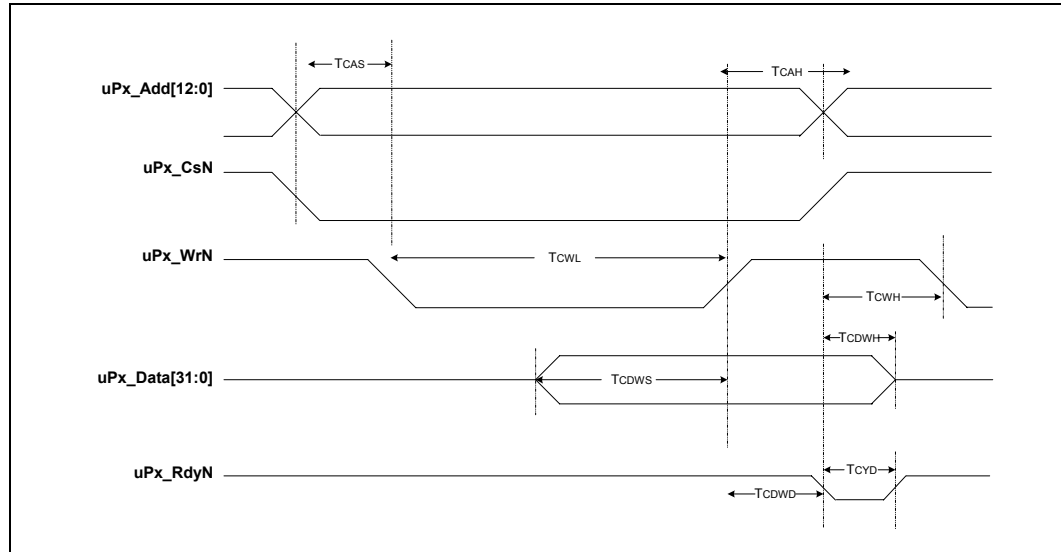 TCAS
TCAH
uPx_Add[12:0]
uPx_CsN
uPx_WrN
TCWL
TCWH
TCDWH
uPx_Data[31:0]
TCDWS
uPx_RdyN
TCYD
TCDWD